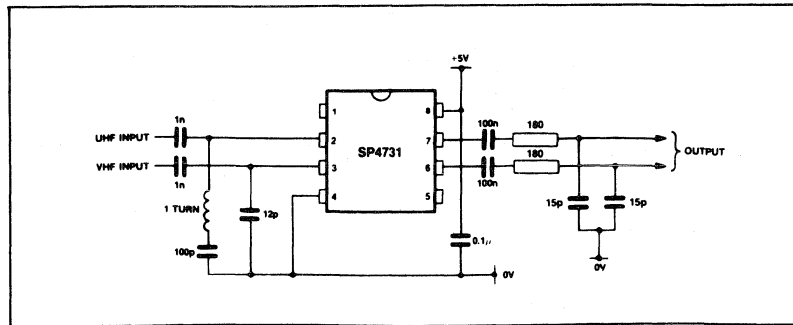 +5V
1n
UHF INPUT
VHF INPUT
1n
1 TURN
100p
12p
1
2
3
4
SP4731
8
7
6
5
100n
180
100n
180
OUTPUT
15p
15p
0.1μ
0V
0V